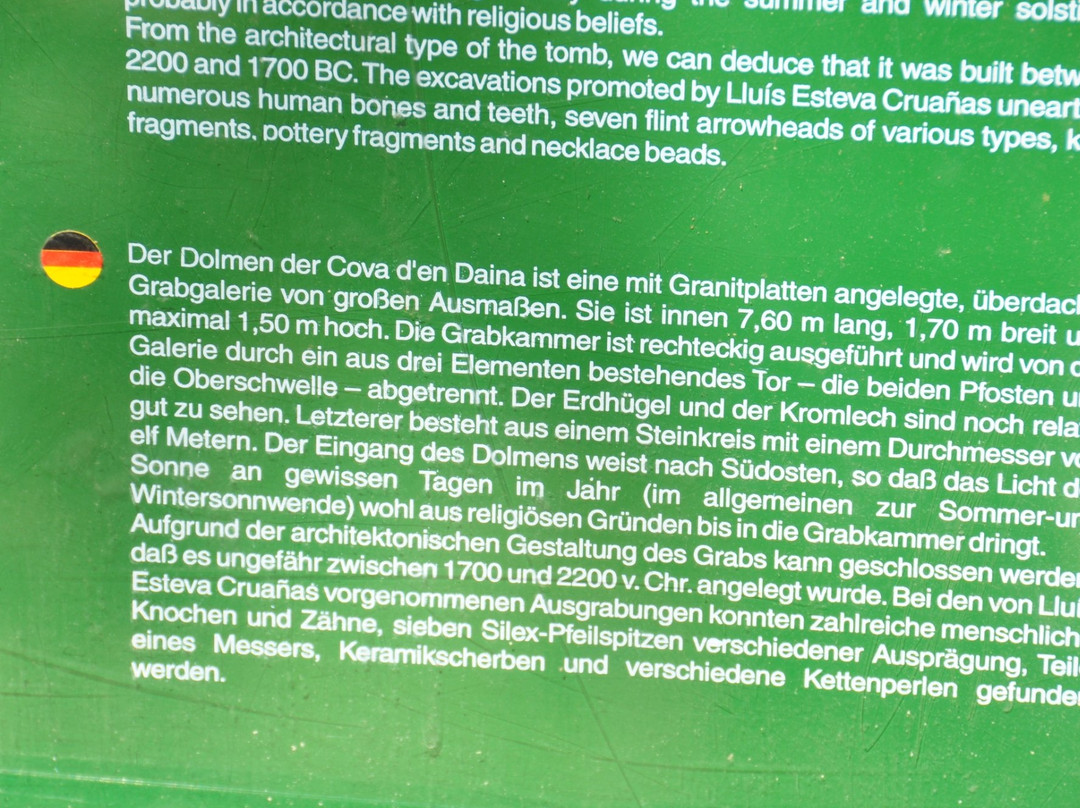 probably in accordance with religious beliefs.
From the architectural type of the tomb, we can deduce that it was built betw
2200 and 1700 BC. The excavations promoted by Lluís Esteva Cruañas uneart
numerous human bones and teeth, seven flint arrowheads of various types, k
fragments, pottery fragments and necklace beads.
Der Dolmen der Cova d'en Daina ist eine mit Granitplatten angelegte, überdach
Grabgalerie von großen Ausmaßen. Sie ist innen 7,60 m lang, 1,70 m breit u
maximal 1,50 m hoch. Die Grabkammer ist rechteckig ausgeführt und wird von d
Galerie durch ein aus drei Elementen bestehendes Tor – die beiden Pfosten u
die Oberschwelle – abgetrennt. Der Erdhügel und der Kromlech sind noch rela
gut zu sehen. Letzterer besteht aus einem Steinkreis mit einem Durchmesser vo
elf Metern. Der Eingang des Dolmens weist nach Südosten, so daß das Licht d
Sonne an gewissen Tagen im Jahr (im allgemeinen zur Sommer-un
Wintersonnwende) wohl aus religiösen Gründen bis in die Grabkammer dringt.
Aufgrund der architektonischen Gestaltung des Grabs kann geschlossen werden
daß es ungefähr zwischen 1700 und 2200 v. Chr. angelegt wurde. Bei den von Lluí
Esteva Cruañas vorgenommenen Ausgrabungen konnten zahlreiche menschlich
Knochen und Zähne, sieben Silex-Pfeilspitzen verschiedener Ausprägung, Teil
eines Messers, Keramikscherben und verschiedene Kettenperlen gefunde
werden.